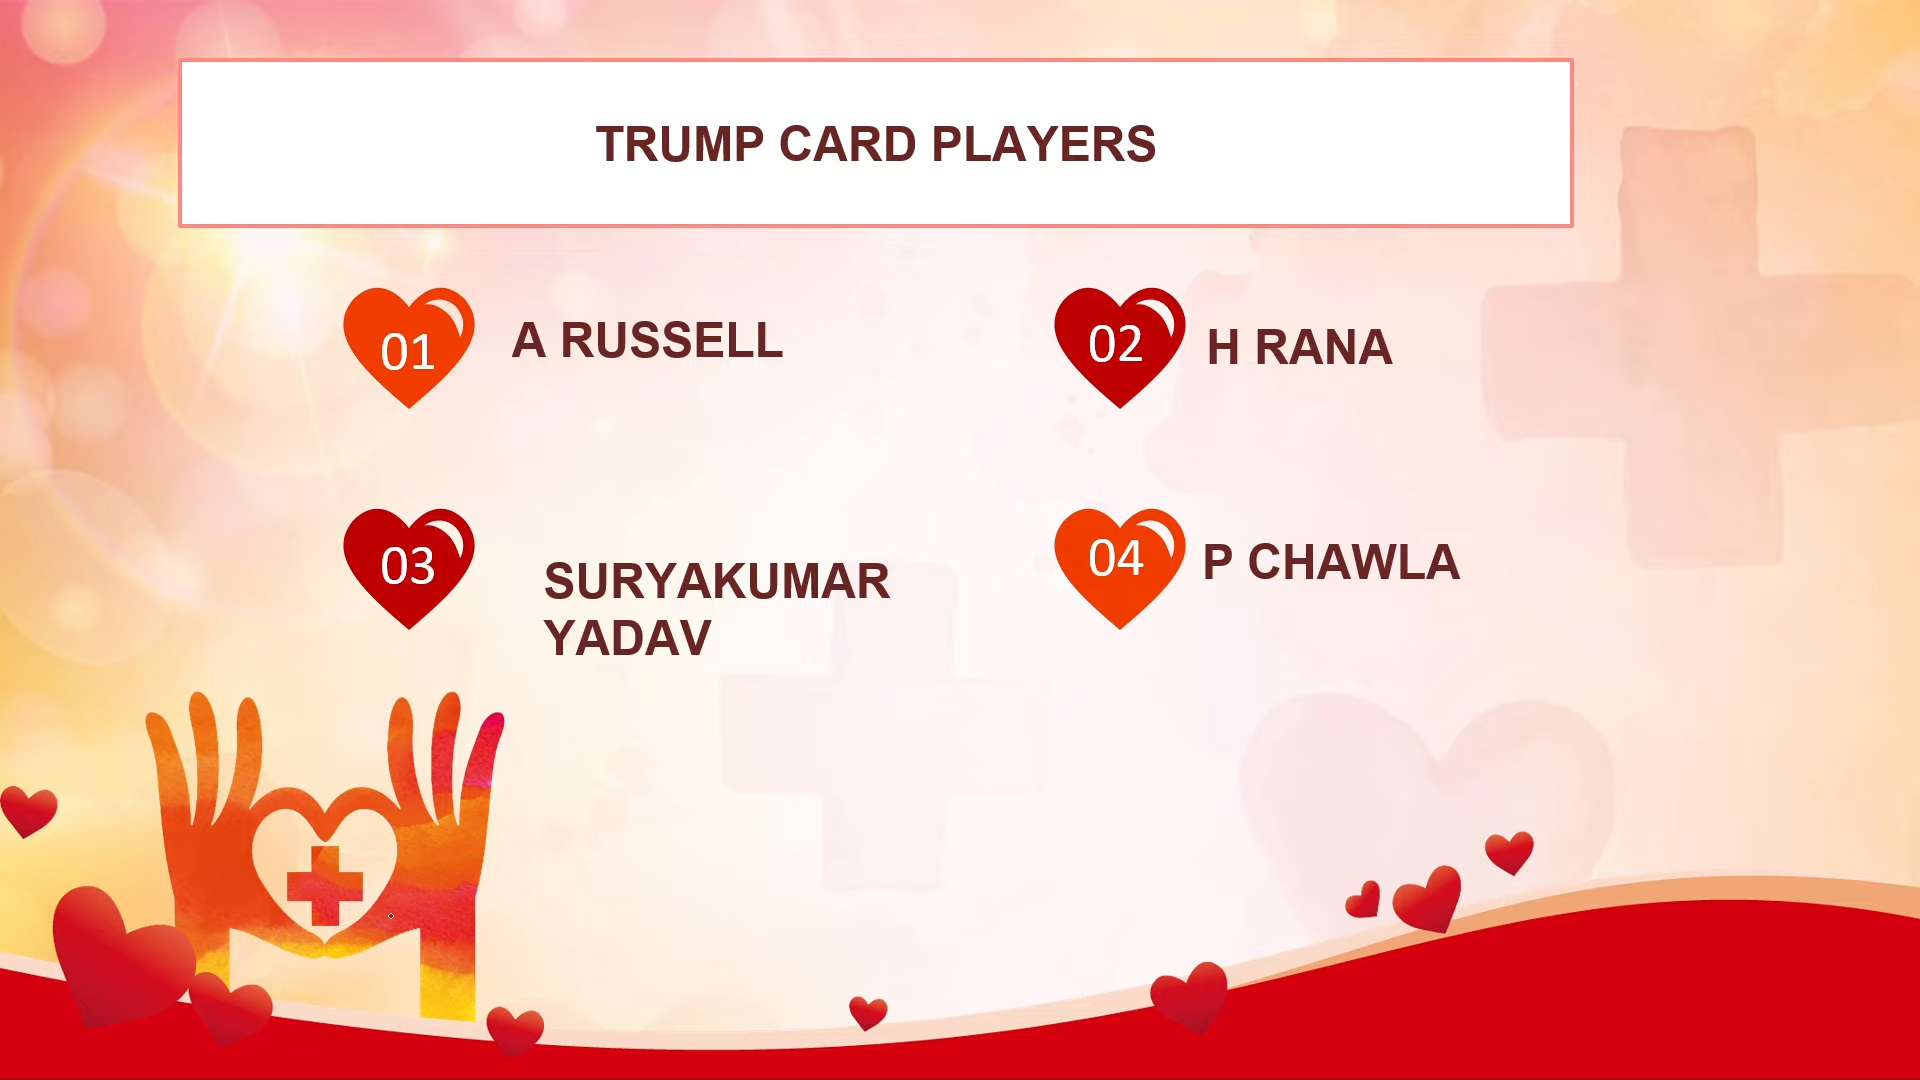 TRUMP CARD PLAYERS
01
A RUSSELL
02
H RANA
03
SURYAKUMAR
YADAV
04
P CHAWLA